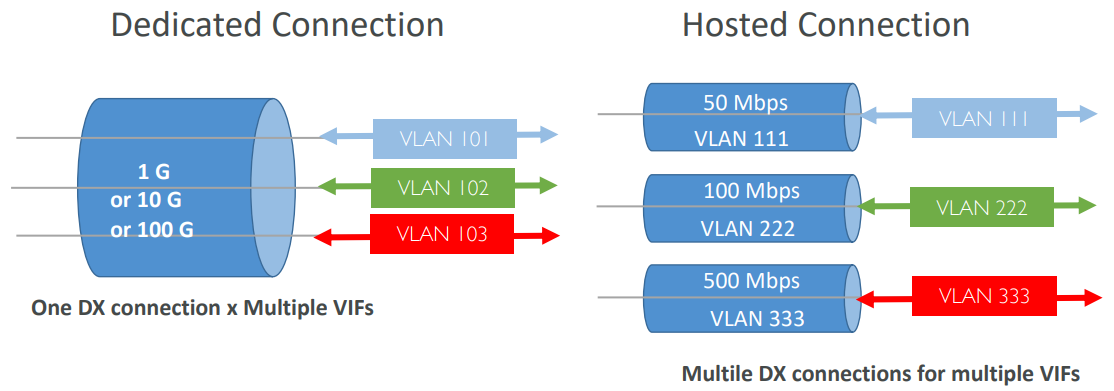 Dedicated Connection
1 G
or 10 G
or 100 G
VLAN 101
VLAN 102
VLAN 103
One DX connection x Multiple VIFs
Hosted Connection
50 Mbps
VLAN 111
VLAN 111
100 Mbps
VLAN 222
VLAN 222
500 Mbps
VLAN 333
VLAN 333
Multile DX connections for multiple VIFs